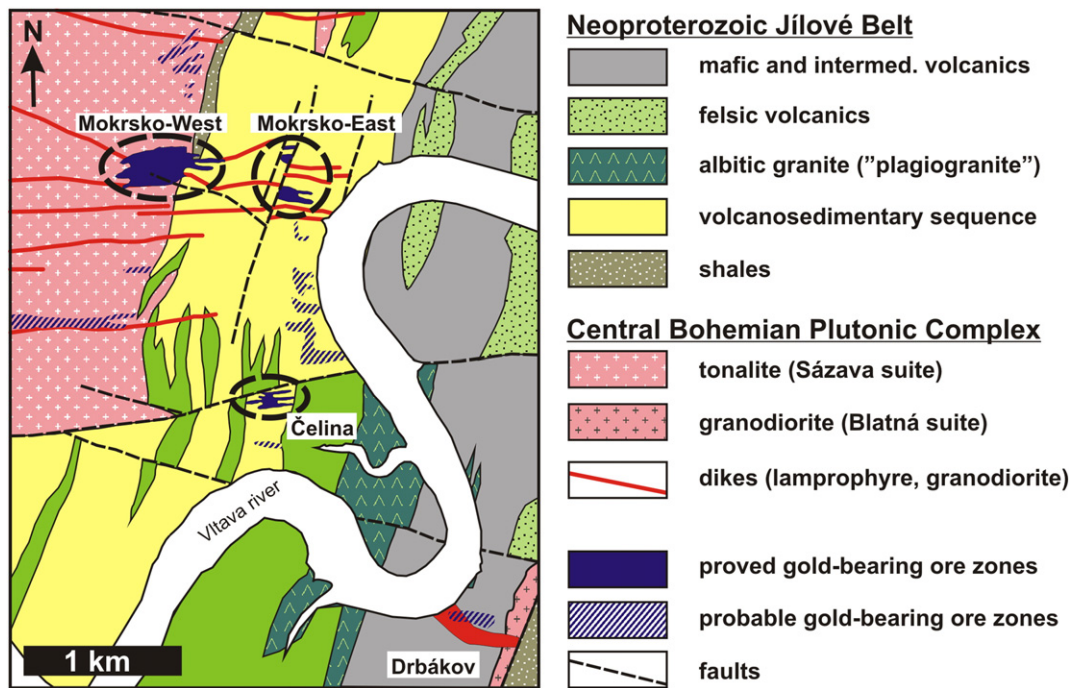 N
Mokrsko-West
Mokrsko-East
Čelina
Vltava river
1 km
Drbákov
Neoproterozoic Jílové Belt
mafic and intermed. volcanics
felsic volcanics
albitic granite (”plagiogranite”)
volcanosedimentary sequence
shales
Central Bohemian Plutonic Complex
tonalite (Sázava suite)
granodiorite (Blatná suite)
dikes (lamprophyre, granodiorite)
proved gold-bearing ore zones
probable gold-bearing ore zones
faults